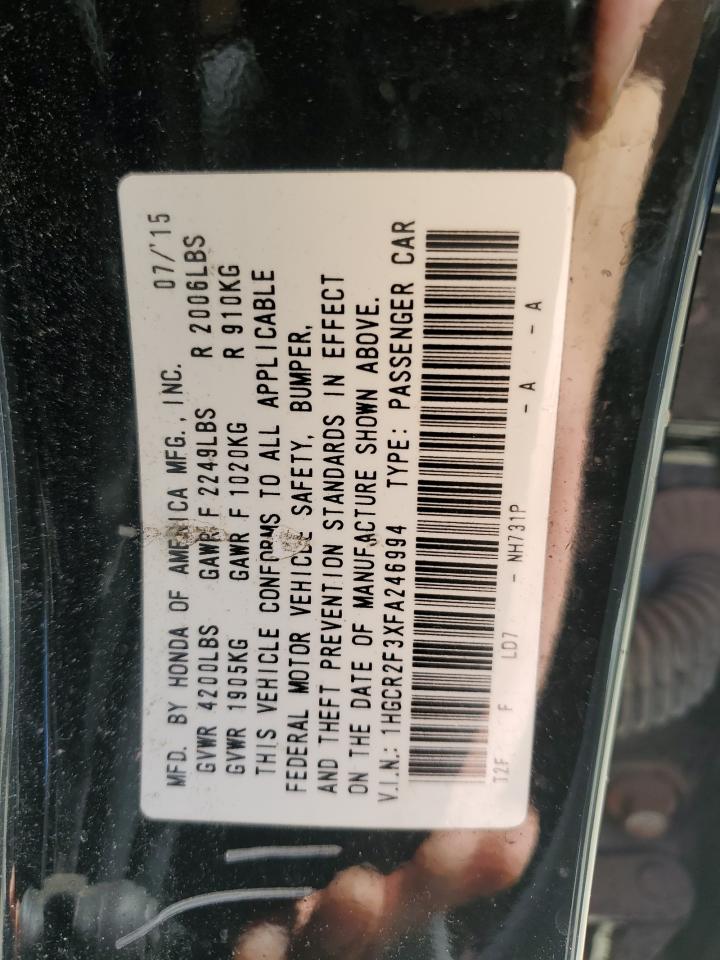 MFD. BY HONDA OF AMERICA MFG., INC. 07/'15
GVWR 4200LBS GAWR F 2249LBS R 2006LBS
GVWR 1905KG GAWR F 1020KG R 910KG
THIS VEHICLE CONFORMS TO ALL APPLICABLE
FEDERAL MOTOR VEHICLE SAFETY, BUMPER,
AND THEFT PREVENTION STANDARDS IN EFFECT
ON THE DATE OF MANUFACTURE SHOWN ABOVE.
V.I.N.: 1HGCR2F3XFA246994 TYPE: PASSENGER CAR
T2F F LD7 - NH731P - A - A